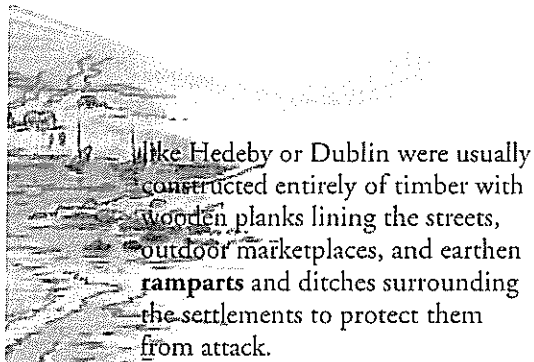 like Hedeby or Dublin were usually
constructed entirely of timber with
wooden planks lining the streets,
outdoor marketplaces, and earthen
ramparts and ditches surrounding
the settlements to protect them
from attack.